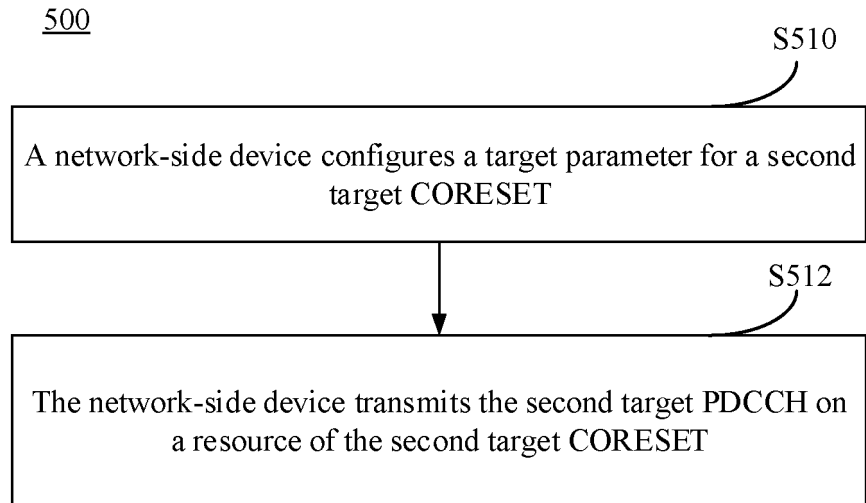 500
S510
A network-side device configures a target parameter for a second
target CORESET
S512
The network-side device transmits the second target PDCCH on
a resource of the second target CORESET